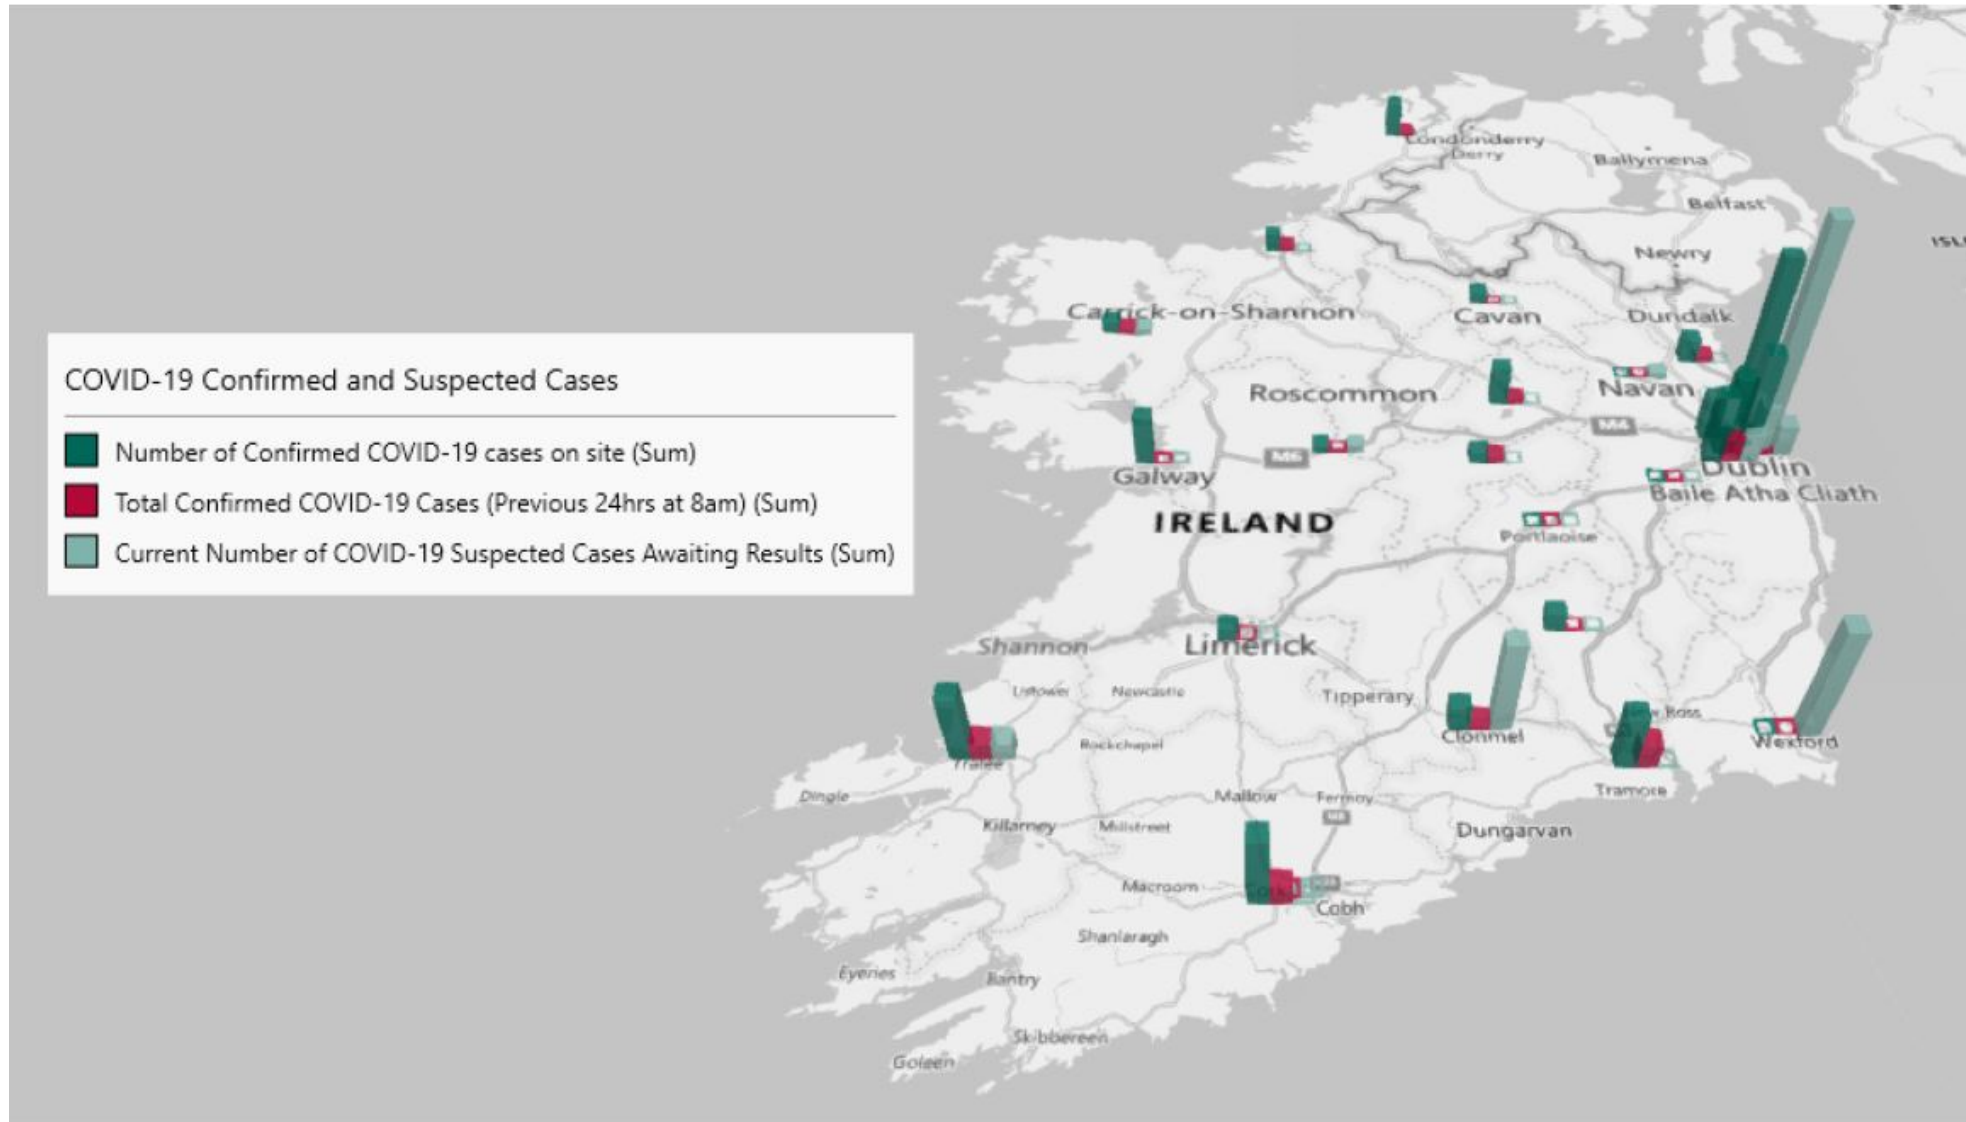 COVID-19 Confirmed and Suspected Cases
Number of Confirmed COVID-19 cases on site (Sum)
Total Confirmed COVID-19 Cases (Previous 24hrs at 8am) (Sum)
Current Number of COVID-19 Suspected Cases Awaiting Results (Sum)
Londonderry
Derry
Ballymena
Belfast
Newry
Carrick-on-Shannon
Cavan
Dundalk
Roscommon
Navan
M4
M6
Galway
Dublin
Baile Atha Cliath
IRELAND
Portlaoise
Limerick
Shannon
Listowel
Newcastle
Tipperary
Ross
Clonmel
Wexford
Rockchapel
Tralee
Dingle
Mallow
Fermoy
Tramore
M8
Killarney
Millstreet
Dungarvan
Macroom
Cobh
Shanlaragh
Eyeries
Bantry
Skibbereen
Goleen